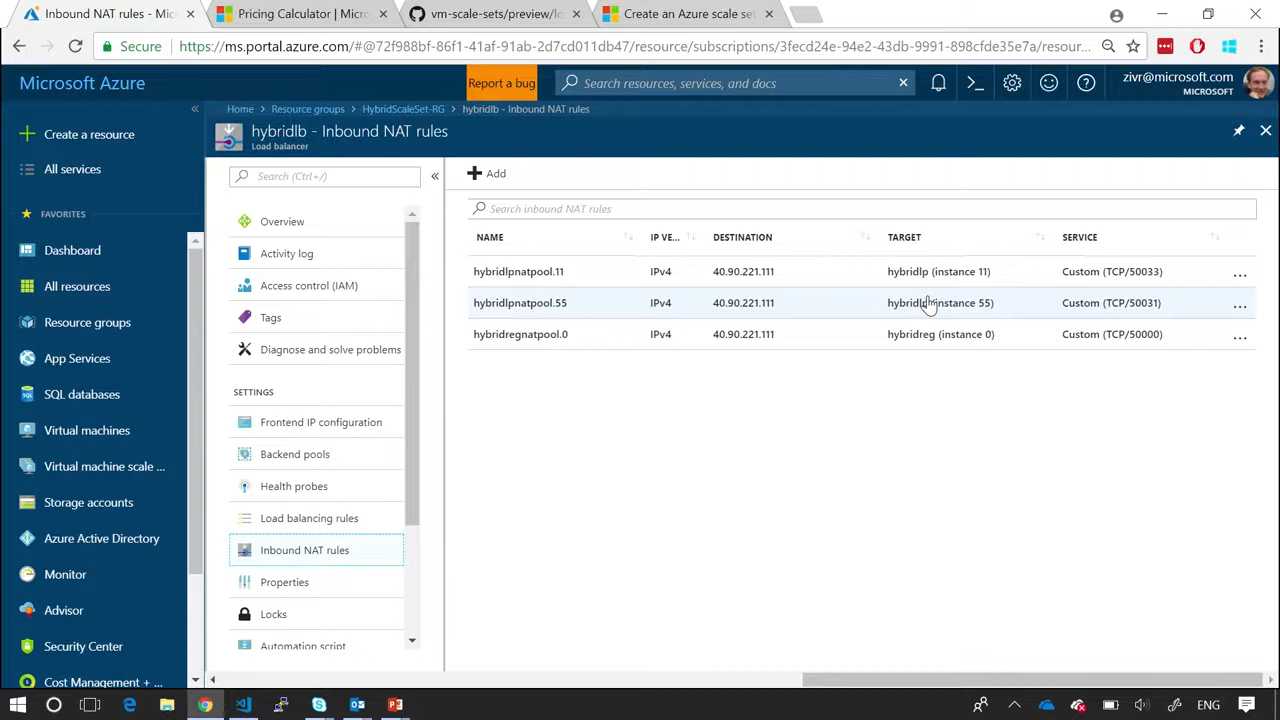 Inbound NAT rules - Mic
Pricing Calculator | Microsoft
vm-scale-sets/preview/lo
Create an Azure scale set
Secure
https://ms.portal.azure.com/#@72f988bf-86f1-41af-91ab-2d7cd011db47/resource/subscriptions/3fecd24e-94e2-43db-9991-898cfde35e7a/resour...
Microsoft Azure
Report a bug
Search resources, services, and docs
zivr@microsoft.com
MICROSOFT
Home
Resource groups
HybridScaleSet-RG
hybridlb - Inbound NAT rules
hybridlb - Inbound NAT rules
Load balancer
Create a resource
All services
FAVORITES
Dashboard
All resources
Resource groups
App Services
SQL databases
Virtual machines
Virtual machine scale ...
Storage accounts
Azure Active Directory
Monitor
Advisor
Security Center
Cost Management + ...
Search (Ctrl+/)
Overview
Activity log
Access control (IAM)
Tags
Diagnose and solve problems
SETTINGS
Frontend IP configuration
Backend pools
Health probes
Load balancing rules
Inbound NAT rules
Properties
Locks
Automation script
Add
Search inbound NAT rules
NAME IP VE... DESTINATION TARGET SERVICE
hybridlpnatpool.11 IPv4 40.90.221.111 hybridlp (instance 11) Custom (TCP/50033) ...
hybridlpnatpool.55 IPv4 40.90.221.111 hybridlp (instance 55) Custom (TCP/50031) ...
hybridregnatpool.0 IPv4 40.90.221.111 hybridreg (instance 0) Custom (TCP/50000) ...
ENG